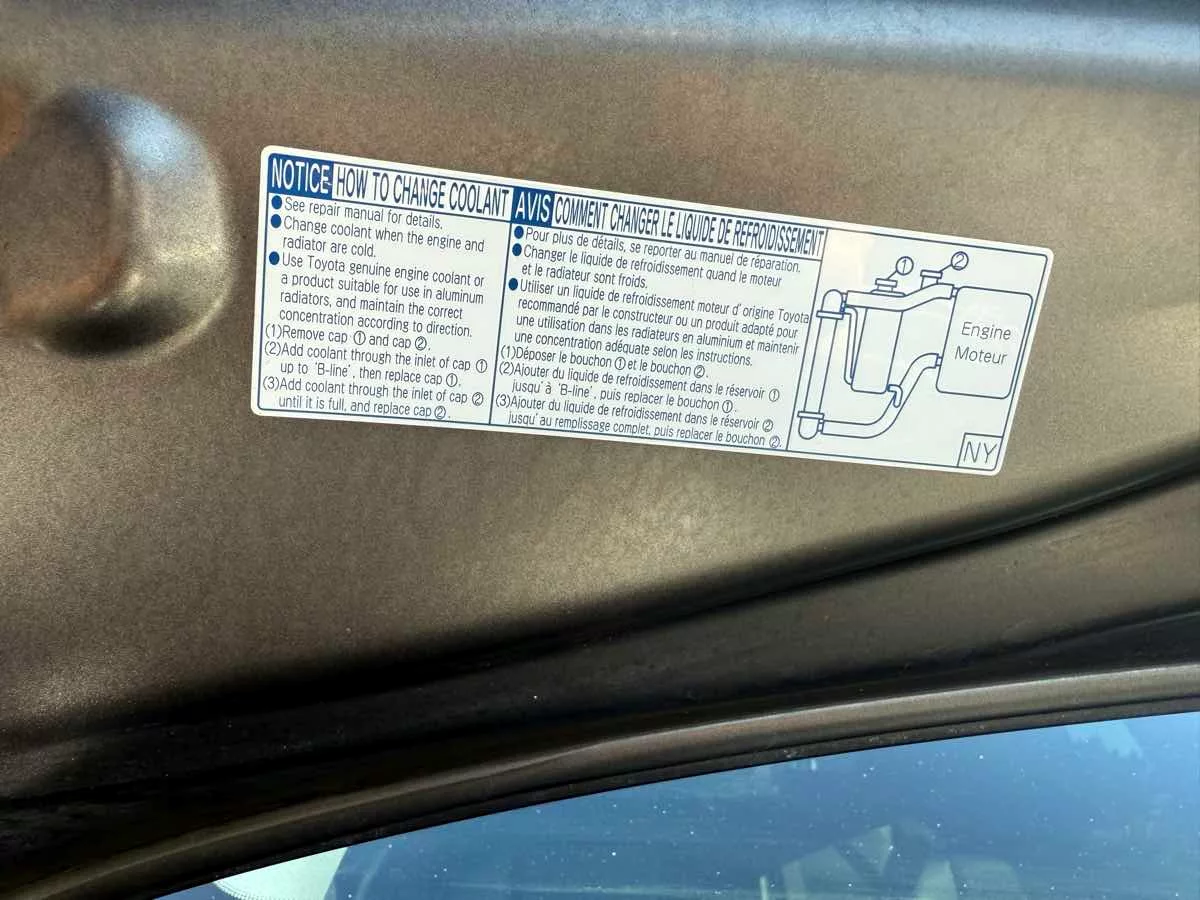 NOTICE HOW TO CHANGE COOLANT
● See repair manual for details.
● Change coolant when the engine and
radiator are cold.
● Use Toyota genuine engine coolant or
a product suitable for use in aluminum
radiators, and maintain the correct
concentration according to direction.
(1)Remove cap ① and cap ②.
(2)Add coolant through the inlet of cap ①
up to 'B-line', then replace cap ①.
(3)Add coolant through the inlet of cap ②
until it is full, and replace cap ②.
AVIS COMMENT CHANGER LE LIQUIDE DE REFROIDISSEMENT
● Pour plus de détails, se reporter au manuel de réparation.
● Changer le liquide de refroidissement quand le moteur
et le radiateur sont froids.
● Utiliser un liquide de refroidissement moteur d'origine Toyota
recommandé par le constructeur ou un produit adapté pour
une utilisation dans les radiateurs en aluminium et maintenir
une concentration adéquate selon les instructions.
(1)Déposer le bouchon ① et le bouchon ②.
(2)Ajouter du liquide de refroidissement dans le réservoir ①
jusqu'à 'B-line', puis replacer le bouchon ①.
(3)Ajouter du liquide de refroidissement dans le réservoir ②
jusqu'au remplissage complet, puis replacer le bouchon ②.
① ②
Engine
Moteur
NY